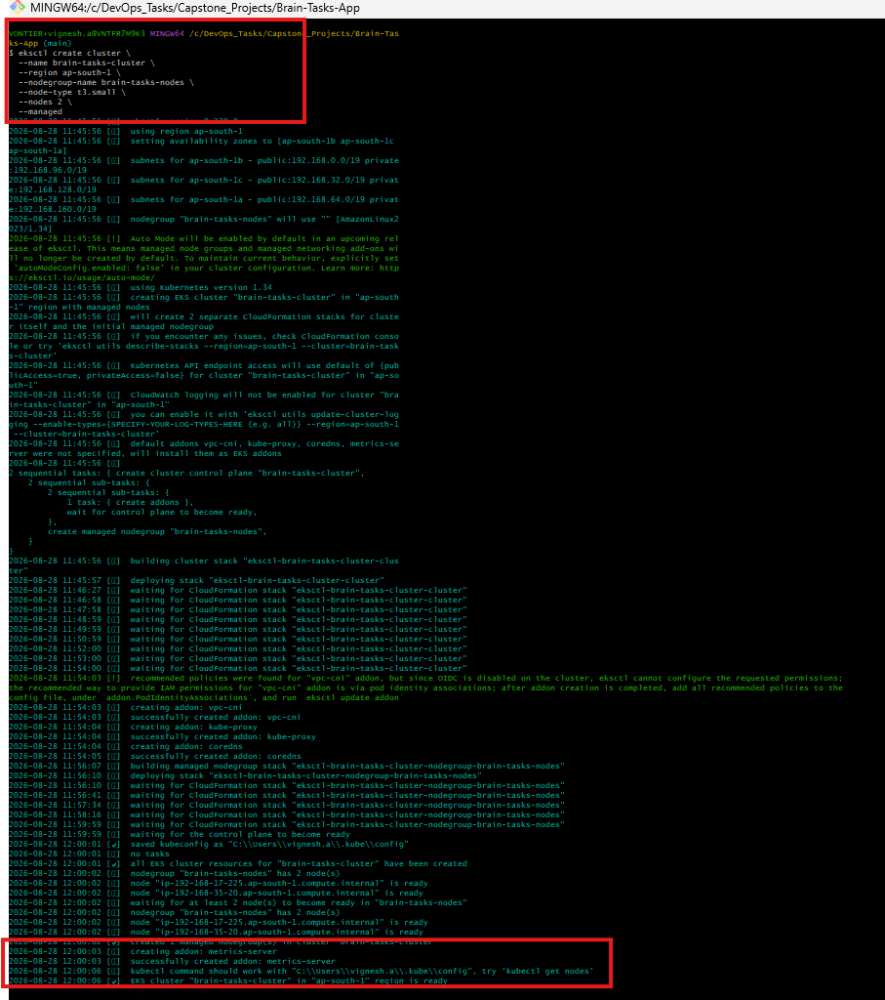 MINGW64:/c/DevOps_Tasks/Capstone_Projects/Brain-Tasks-App
VONTIER+vignesh.a@VNTFR7M9K3 MINGW64 /c/DevOps_Tasks/Capstone_Projects/Brain-Tas
ks-App (main)
$ eksctl create cluster \
--name brain-tasks-cluster \
--region ap-south-1 \
--nodegroup-name brain-tasks-nodes \
--node-type t3.small \
--nodes 2 \
--managed
2026-08-28 11:45:56 [ℹ] using region ap-south-1
2026-08-28 11:45:56 [ℹ] setting availability zones to [ap-south-1b ap-south-1c
ap-south-1a]
2026-08-28 11:45:56 [ℹ] subnets for ap-south-1b - public:192.168.0.0/19 private
:192.168.96.0/19
2026-08-28 11:45:56 [ℹ] subnets for ap-south-1c - public:192.168.32.0/19 privat
e:192.168.128.0/19
2026-08-28 11:45:56 [ℹ] subnets for ap-south-1a - public:192.168.64.0/19 privat
e:192.168.160.0/19
2026-08-28 11:45:56 [ℹ] nodegroup "brain-tasks-nodes" will use "" [AmazonLinux2
023/1.34]
2026-08-28 11:45:56 [!] Auto Mode will be enabled by default in an upcoming rel
ease of eksctl. This means managed node groups and managed networking add-ons wi
ll no longer be created by default. To maintain current behavior, explicitly set
'autoModeConfig.enabled: false' in your cluster configuration. Learn more: http
s://eksctl.io/usage/auto-mode/
2026-08-28 11:45:56 [ℹ] using Kubernetes version 1.34
2026-08-28 11:45:56 [ℹ] creating EKS cluster "brain-tasks-cluster" in "ap-south
-1" region with managed nodes
2026-08-28 11:45:56 [ℹ] will create 2 separate CloudFormation stacks for cluste
r itself and the initial managed nodegroup
2026-08-28 11:45:56 [ℹ] if you encounter any issues, check CloudFormation conso
le or try 'eksctl utils describe-stacks --region=ap-south-1 --cluster=brain-task
s-cluster'
2026-08-28 11:45:56 [ℹ] Kubernetes API endpoint access will use default of {pub
licAccess=true, privateAccess=false} for cluster "brain-tasks-cluster" in "ap-so
uth-1"
2026-08-28 11:45:56 [ℹ] CloudWatch logging will not be enabled for cluster "bra
in-tasks-cluster" in "ap-south-1"
2026-08-28 11:45:56 [ℹ] you can enable it with 'eksctl utils update-cluster-log
ging --enable-types={SPECIFY-YOUR-LOG-TYPES-HERE (e.g. all)} --region=ap-south-1
--cluster=brain-tasks-cluster'
2026-08-28 11:45:56 [ℹ] default addons vpc-cni, kube-proxy, coredns, metrics-se
rver were not specified, will install them as EKS addons
2026-08-28 11:45:56 [ℹ]
2 sequential tasks: { create cluster control plane "brain-tasks-cluster",
2 sequential sub-tasks: {
2 sequential sub-tasks: {
1 task: { create addons },
wait for control plane to become ready,
},
create managed nodegroup "brain-tasks-nodes",
}
}
2026-08-28 11:45:56 [ℹ] building cluster stack "eksctl-brain-tasks-cluster-clus
ter"
2026-08-28 11:45:57 [ℹ] deploying stack "eksctl-brain-tasks-cluster-cluster"
2026-08-28 11:46:27 [ℹ] waiting for CloudFormation stack "eksctl-brain-tasks-cluster-cluster"
2026-08-28 11:46:58 [ℹ] waiting for CloudFormation stack "eksctl-brain-tasks-cluster-cluster"
2026-08-28 11:47:58 [ℹ] waiting for CloudFormation stack "eksctl-brain-tasks-cluster-cluster"
2026-08-28 11:48:59 [ℹ] waiting for CloudFormation stack "eksctl-brain-tasks-cluster-cluster"
2026-08-28 11:49:59 [ℹ] waiting for CloudFormation stack "eksctl-brain-tasks-cluster-cluster"
2026-08-28 11:50:59 [ℹ] waiting for CloudFormation stack "eksctl-brain-tasks-cluster-cluster"
2026-08-28 11:52:00 [ℹ] waiting for CloudFormation stack "eksctl-brain-tasks-cluster-cluster"
2026-08-28 11:53:00 [ℹ] waiting for CloudFormation stack "eksctl-brain-tasks-cluster-cluster"
2026-08-28 11:54:00 [ℹ] waiting for CloudFormation stack "eksctl-brain-tasks-cluster-cluster"
2026-08-28 11:54:03 [!] recommended policies were found for "vpc-cni" addon, but since OIDC is disabled on the cluster, eksctl cannot configure the requested permissions;
the recommended way to provide IAM permissions for "vpc-cni" addon is via pod identity associations; after addon creation is completed, add all recommended policies to the
config file, under `addon.PodIdentityAssociations`, and run `eksctl update addon`
2026-08-28 11:54:03 [ℹ] creating addon: vpc-cni
2026-08-28 11:54:03 [ℹ] successfully created addon: vpc-cni
2026-08-28 11:54:04 [ℹ] creating addon: kube-proxy
2026-08-28 11:54:04 [ℹ] successfully created addon: kube-proxy
2026-08-28 11:54:04 [ℹ] creating addon: coredns
2026-08-28 11:54:05 [ℹ] successfully created addon: coredns
2026-08-28 11:56:07 [ℹ] building managed nodegroup stack "eksctl-brain-tasks-cluster-nodegroup-brain-tasks-nodes"
2026-08-28 11:56:10 [ℹ] deploying stack "eksctl-brain-tasks-cluster-nodegroup-brain-tasks-nodes"
2026-08-28 11:56:10 [ℹ] waiting for CloudFormation stack "eksctl-brain-tasks-cluster-nodegroup-brain-tasks-nodes"
2026-08-28 11:56:41 [ℹ] waiting for CloudFormation stack "eksctl-brain-tasks-cluster-nodegroup-brain-tasks-nodes"
2026-08-28 11:57:34 [ℹ] waiting for CloudFormation stack "eksctl-brain-tasks-cluster-nodegroup-brain-tasks-nodes"
2026-08-28 11:58:16 [ℹ] waiting for CloudFormation stack "eksctl-brain-tasks-cluster-nodegroup-brain-tasks-nodes"
2026-08-28 11:59:59 [ℹ] waiting for CloudFormation stack "eksctl-brain-tasks-cluster-nodegroup-brain-tasks-nodes"
2026-08-28 11:59:59 [ℹ] waiting for the control plane to become ready
2026-08-28 12:00:01 [✔] saved kubeconfig as "C:\\Users\\vignesh.a\\.kube\\config"
2026-08-28 12:00:01 [ℹ] no tasks
2026-08-28 12:00:01 [✔] all EKS cluster resources for "brain-tasks-cluster" have been created
2026-08-28 12:00:02 [ℹ] nodegroup "brain-tasks-nodes" has 2 node(s)
2026-08-28 12:00:02 [ℹ] node "ip-192-168-17-225.ap-south-1.compute.internal" is ready
2026-08-28 12:00:02 [ℹ] node "ip-192-168-35-20.ap-south-1.compute.internal" is ready
2026-08-28 12:00:02 [ℹ] waiting for at least 2 node(s) to become ready in "brain-tasks-nodes"
2026-08-28 12:00:02 [ℹ] nodegroup "brain-tasks-nodes" has 2 node(s)
2026-08-28 12:00:02 [ℹ] node "ip-192-168-17-225.ap-south-1.compute.internal" is ready
2026-08-28 12:00:02 [ℹ] node "ip-192-168-35-20.ap-south-1.compute.internal" is ready
2026-08-28 12:00:02 [✔] created 1 managed nodegroup(s) in cluster "brain-tasks-cluster"
2026-08-28 12:00:03 [ℹ] creating addon: metrics-server
2026-08-28 12:00:03 [ℹ] successfully created addon: metrics-server
2026-08-28 12:00:06 [ℹ] kubectl command should work with "C:\\Users\\vignesh.a\\.kube\\config", try 'kubectl get nodes'
2026-08-28 12:00:06 [✔] EKS cluster "brain-tasks-cluster" in "ap-south-1" region is ready